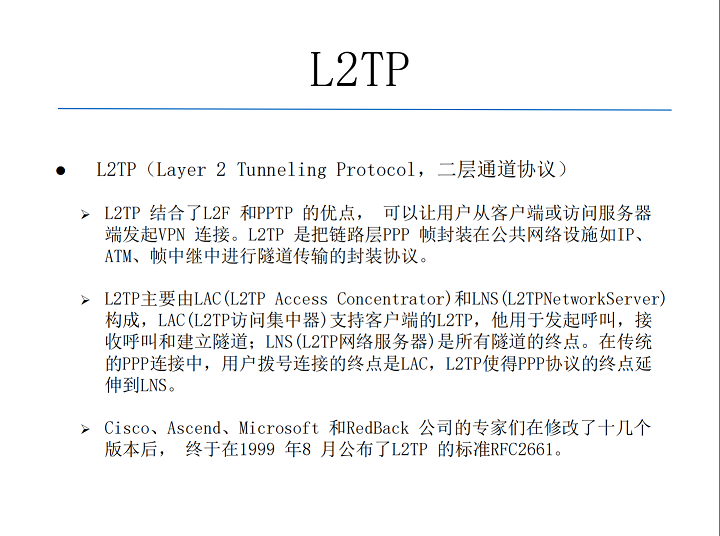 L2TP
● L2TP（Layer 2 Tunneling Protocol，二层通道协议）
➢ L2TP 结合了L2F 和PPTP 的优点， 可以让用户从客户端或访问服务器
端发起VPN 连接。L2TP 是把链路层PPP 帧封装在公共网络设施如IP、
ATM、帧中继中进行隧道传输的封装协议。
➢ L2TP主要由LAC(L2TP Access Concentrator)和LNS(L2TPNetworkServer)
构成，LAC(L2TP访问集中器)支持客户端的L2TP，他用于发起呼叫，接
收呼叫和建立隧道；LNS(L2TP网络服务器)是所有隧道的终点。在传统
的PPP连接中，用户拨号连接的终点是LAC，L2TP使得PPP协议的终点延
伸到LNS。
➢ Cisco、Ascend、Microsoft 和RedBack 公司的专家们在修改了十几个
版本后， 终于在1999 年8 月公布了L2TP 的标准RFC2661。